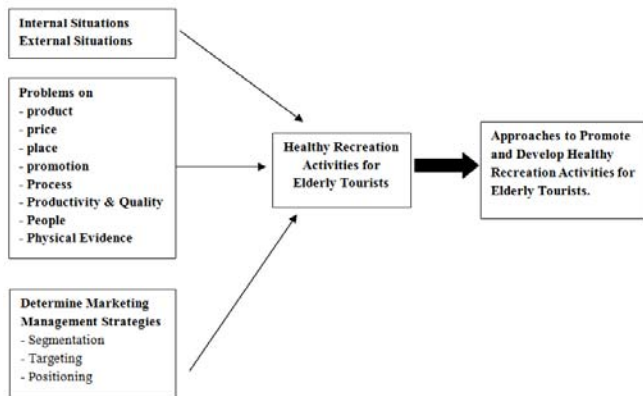 Internal Situations
External Situations
Problems on
- product
- price
- place
- promotion
- Process
- Productivity & Quality
- People
- Physical Evidence
Determine Marketing
Management Strategies
- Segmentation
- Targeting
- Positioning
Healthy Recreation
Activities for
Elderly Tourists
Approaches to Promote
and Develop Healthy
Recreation Activities for
Elderly Tourists.